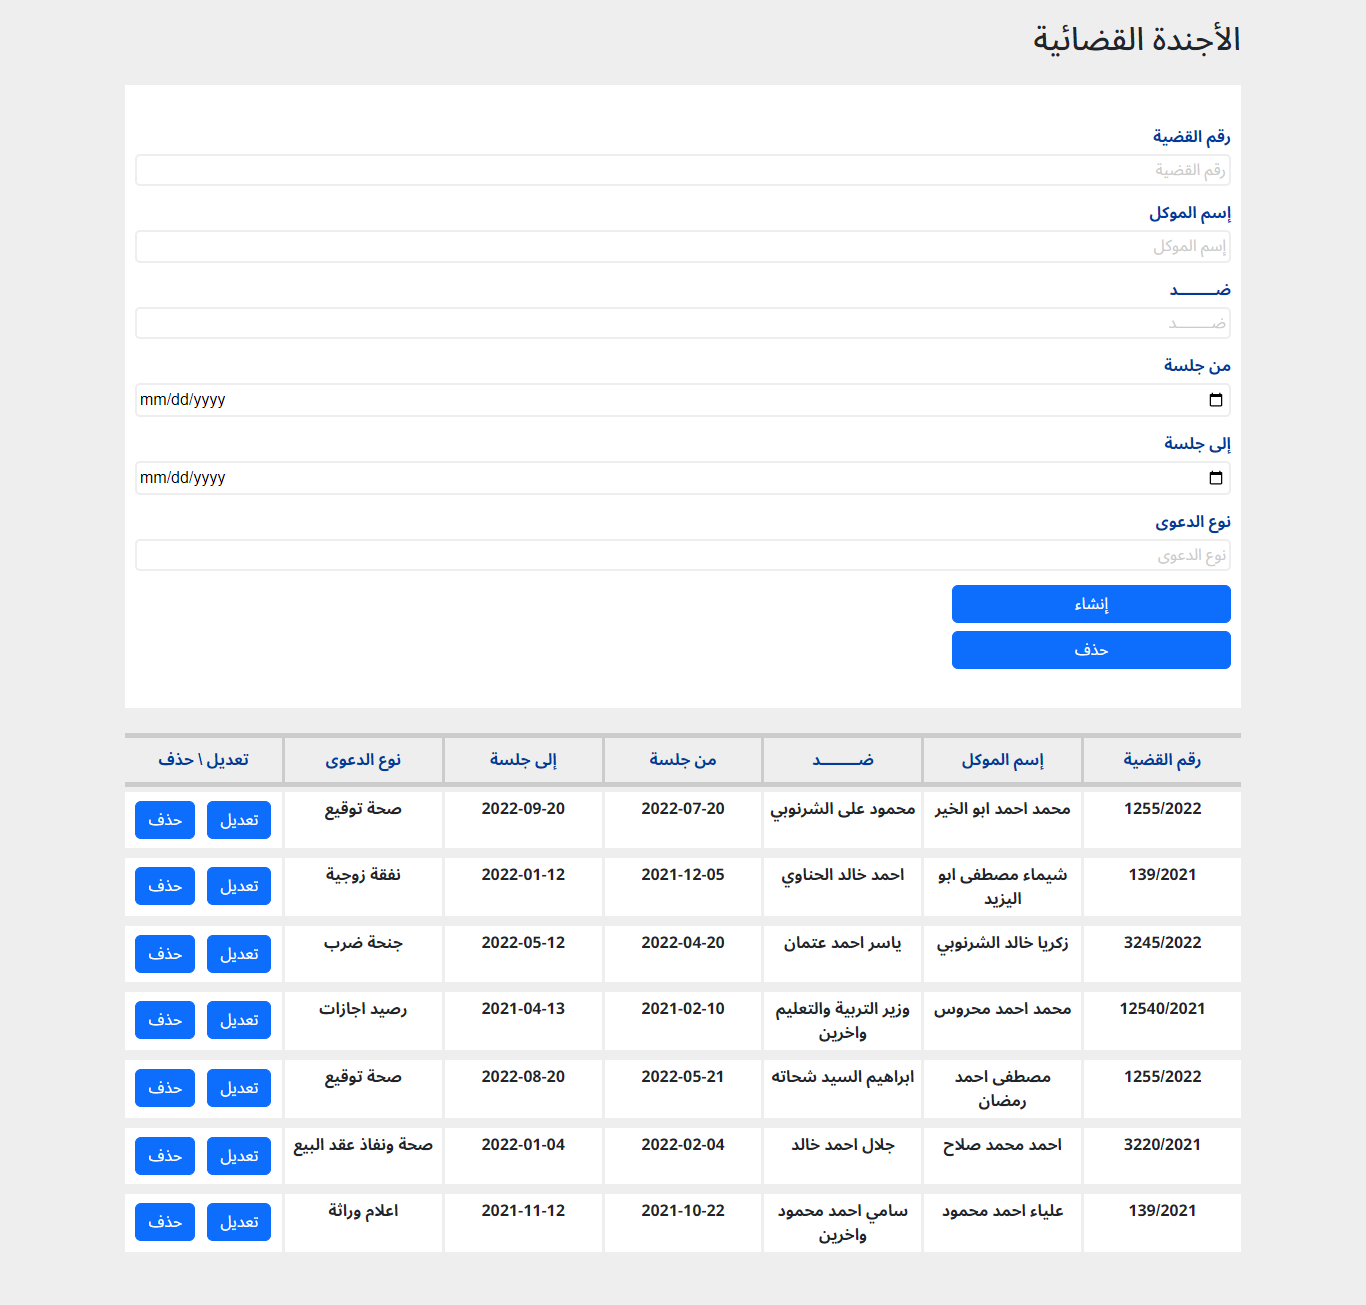 الأجندة القضائية
رقم القضية
رقم القضية
إسم الموكل
إسم الموكل
ضـــــــد
ضـــــــد
من جلسة
mm/dd/yyyy
إلى جلسة
mm/dd/yyyy
نوع الدعوى
نوع الدعوى
إنشاء
حذف
رقم القضية إسم الموكل ضـــــــد من جلسة إلى جلسة نوع الدعوى تعديل \ حذف
1255/2022 محمد احمد ابو الخير محمود على الشرنوبي 2022-07-20 2022-09-20 صحة توقيع تعديل حذف
139/2021 شيماء مصطفى ابو احمد خالد الحناوي 2021-12-05 2022-01-12 نفقة زوجية تعديل حذف
اليزيد
3245/2022 زكريا خالد الشرنوبي ياسر احمد عتمان 2022-04-20 2022-05-12 جنحة ضرب تعديل حذف
12540/2021 محمد احمد محروس وزير التربية والتعليم 2021-02-10 2021-04-13 رصيد اجازات تعديل حذف
واخرين
1255/2022 مصطفى احمد ابراهيم السيد شحاته 2022-05-21 2022-08-20 صحة توقيع تعديل حذف
رمضان
3220/2021 احمد محمد صلاح جلال احمد خالد 2022-02-04 2022-01-04 صحة ونفاذ عقد البيع تعديل حذف
139/2021 علياء احمد محمود سامي احمد محمود 2021-10-22 2021-11-12 اعلام وراثة تعديل حذف
واخرين